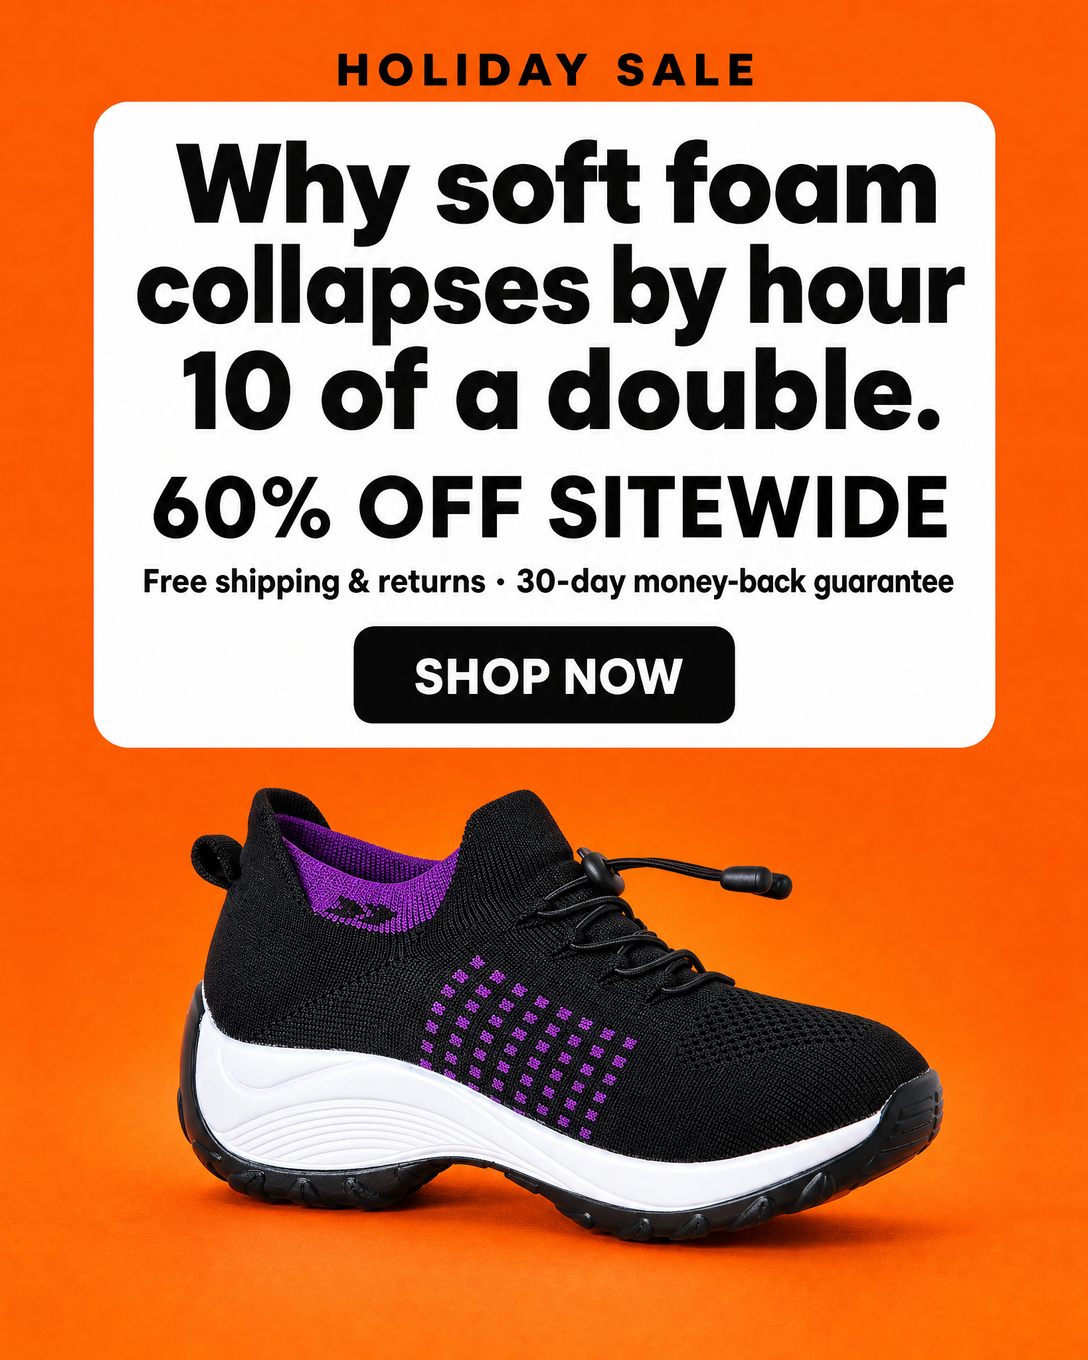 HOLIDAY SALE
Why soft foam
collapses by hour
10 of a double.
60% OFF SITEWIDE
Free shipping & returns • 30-day money-back guarantee
SHOP NOW